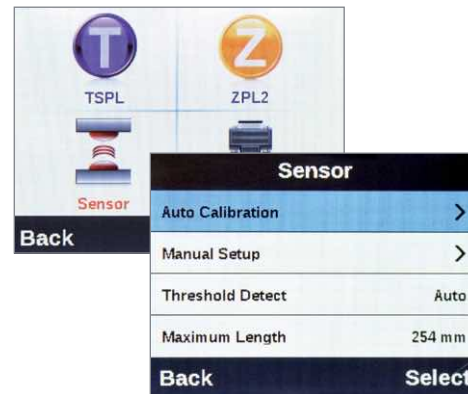 T
Z
TSPL
ZPL2
Sensor
Back
Sensor
Auto Calibration >
Manual Setup >
Threshold Detect Auto
Maximum Length 254 mm
Back Select